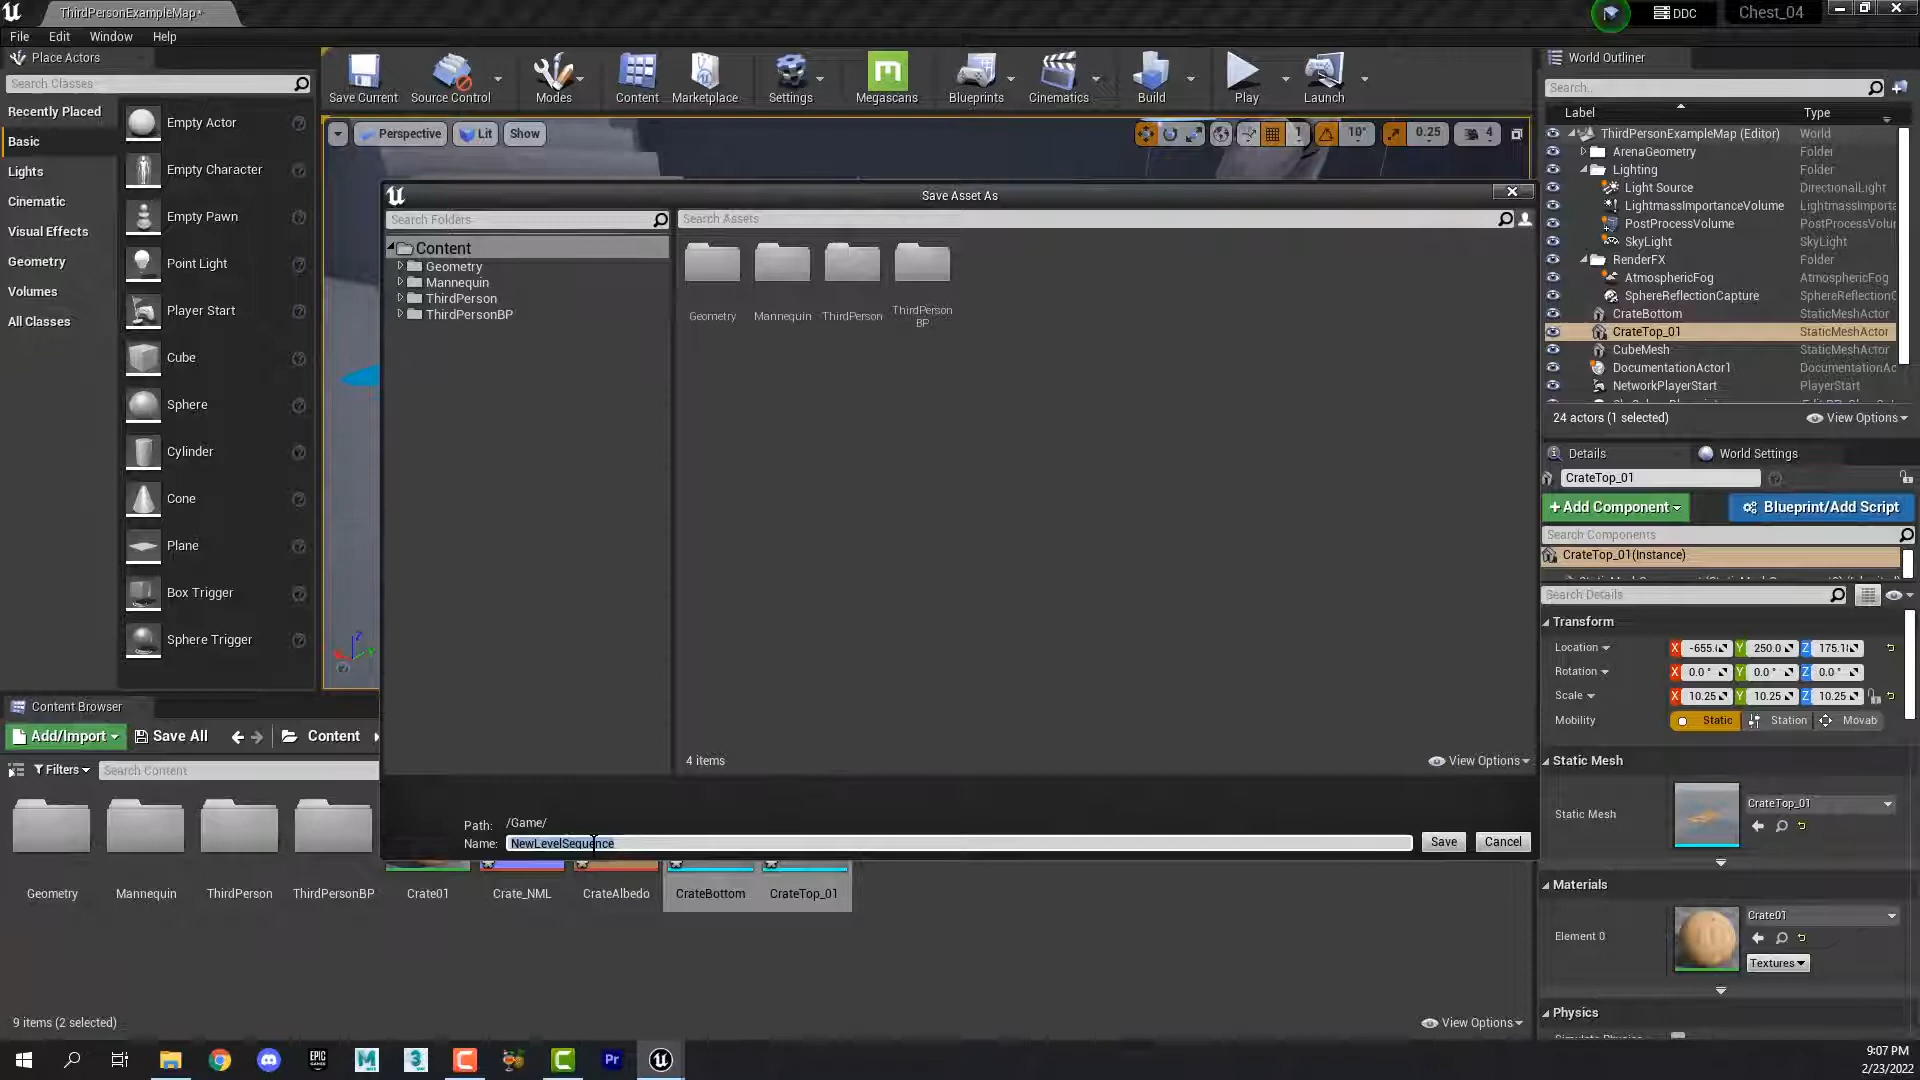 ThirdPersonExampleMap*
DDC
Chest_04
File Edit Window Help
Place Actors
Search Classes
Recently Placed
Basic
Lights
Cinematic
Visual Effects
Geometry
Volumes
All Classes
Empty Actor
Empty Character
Empty Pawn
Point Light
Player Start
Cube
Sphere
Cylinder
Cone
Plane
Box Trigger
Sphere Trigger
Save Current Source Control Modes Content Marketplace Settings Megascans Blueprints Cinematics Build Play Launch
Perspective Lit Show
1 10° 0.25 4
Save Asset As
Search Folders
Search Assets
Content
Geometry
Mannequin
ThirdPerson
ThirdPersonBP
Geometry Mannequin ThirdPerson ThirdPerson
BP
4 items
View Options
Path: /Game/
Name: NewLevelSequence
Save Cancel
World Outliner
Search..
Label Type
ThirdPersonExampleMap (Editor) World
ArenaGeometry Folder
Lighting Folder
Light Source DirectionalLight
LightmassImportanceVolume LightmassImporta
PostProcessVolume PostProcessVolur
SkyLight SkyLight
RenderFX Folder
AtmosphericFog AtmosphericFog
SphereReflectionCapture SphereReflectionC
CrateBottom StaticMeshActor
CrateTop_01 StaticMeshActor
CubeMesh StaticMeshActor
DocumentationActor1 DocumentationAc
NetworkPlayerStart PlayerStart
24 actors (1 selected)
View Options
Details World Settings
CrateTop_01
+Add Component Blueprint/Add Script
Search Components
CrateTop_01(Instance)
Search Details
Transform
Location X -655.( Y 250.0 Z 175.1
Rotation X 0.0 ° Y 0.0 ° Z 0.0 °
Scale X 10.25 Y 10.25 Z 10.25
Mobility Static Station Movab
Static Mesh
Static Mesh CrateTop_01
Materials
Element 0 Crate01
Textures
Physics
Content Browser
Add/Import Save All Content
Filters Search Content
Geometry Mannequin ThirdPerson ThirdPersonBP Crate01 Crate_NML CrateAlbedo CrateBottom CrateTop_01
9 items (2 selected)
View Options
EPIC
GAMES
Pr
9:07 PM
2/23/2022